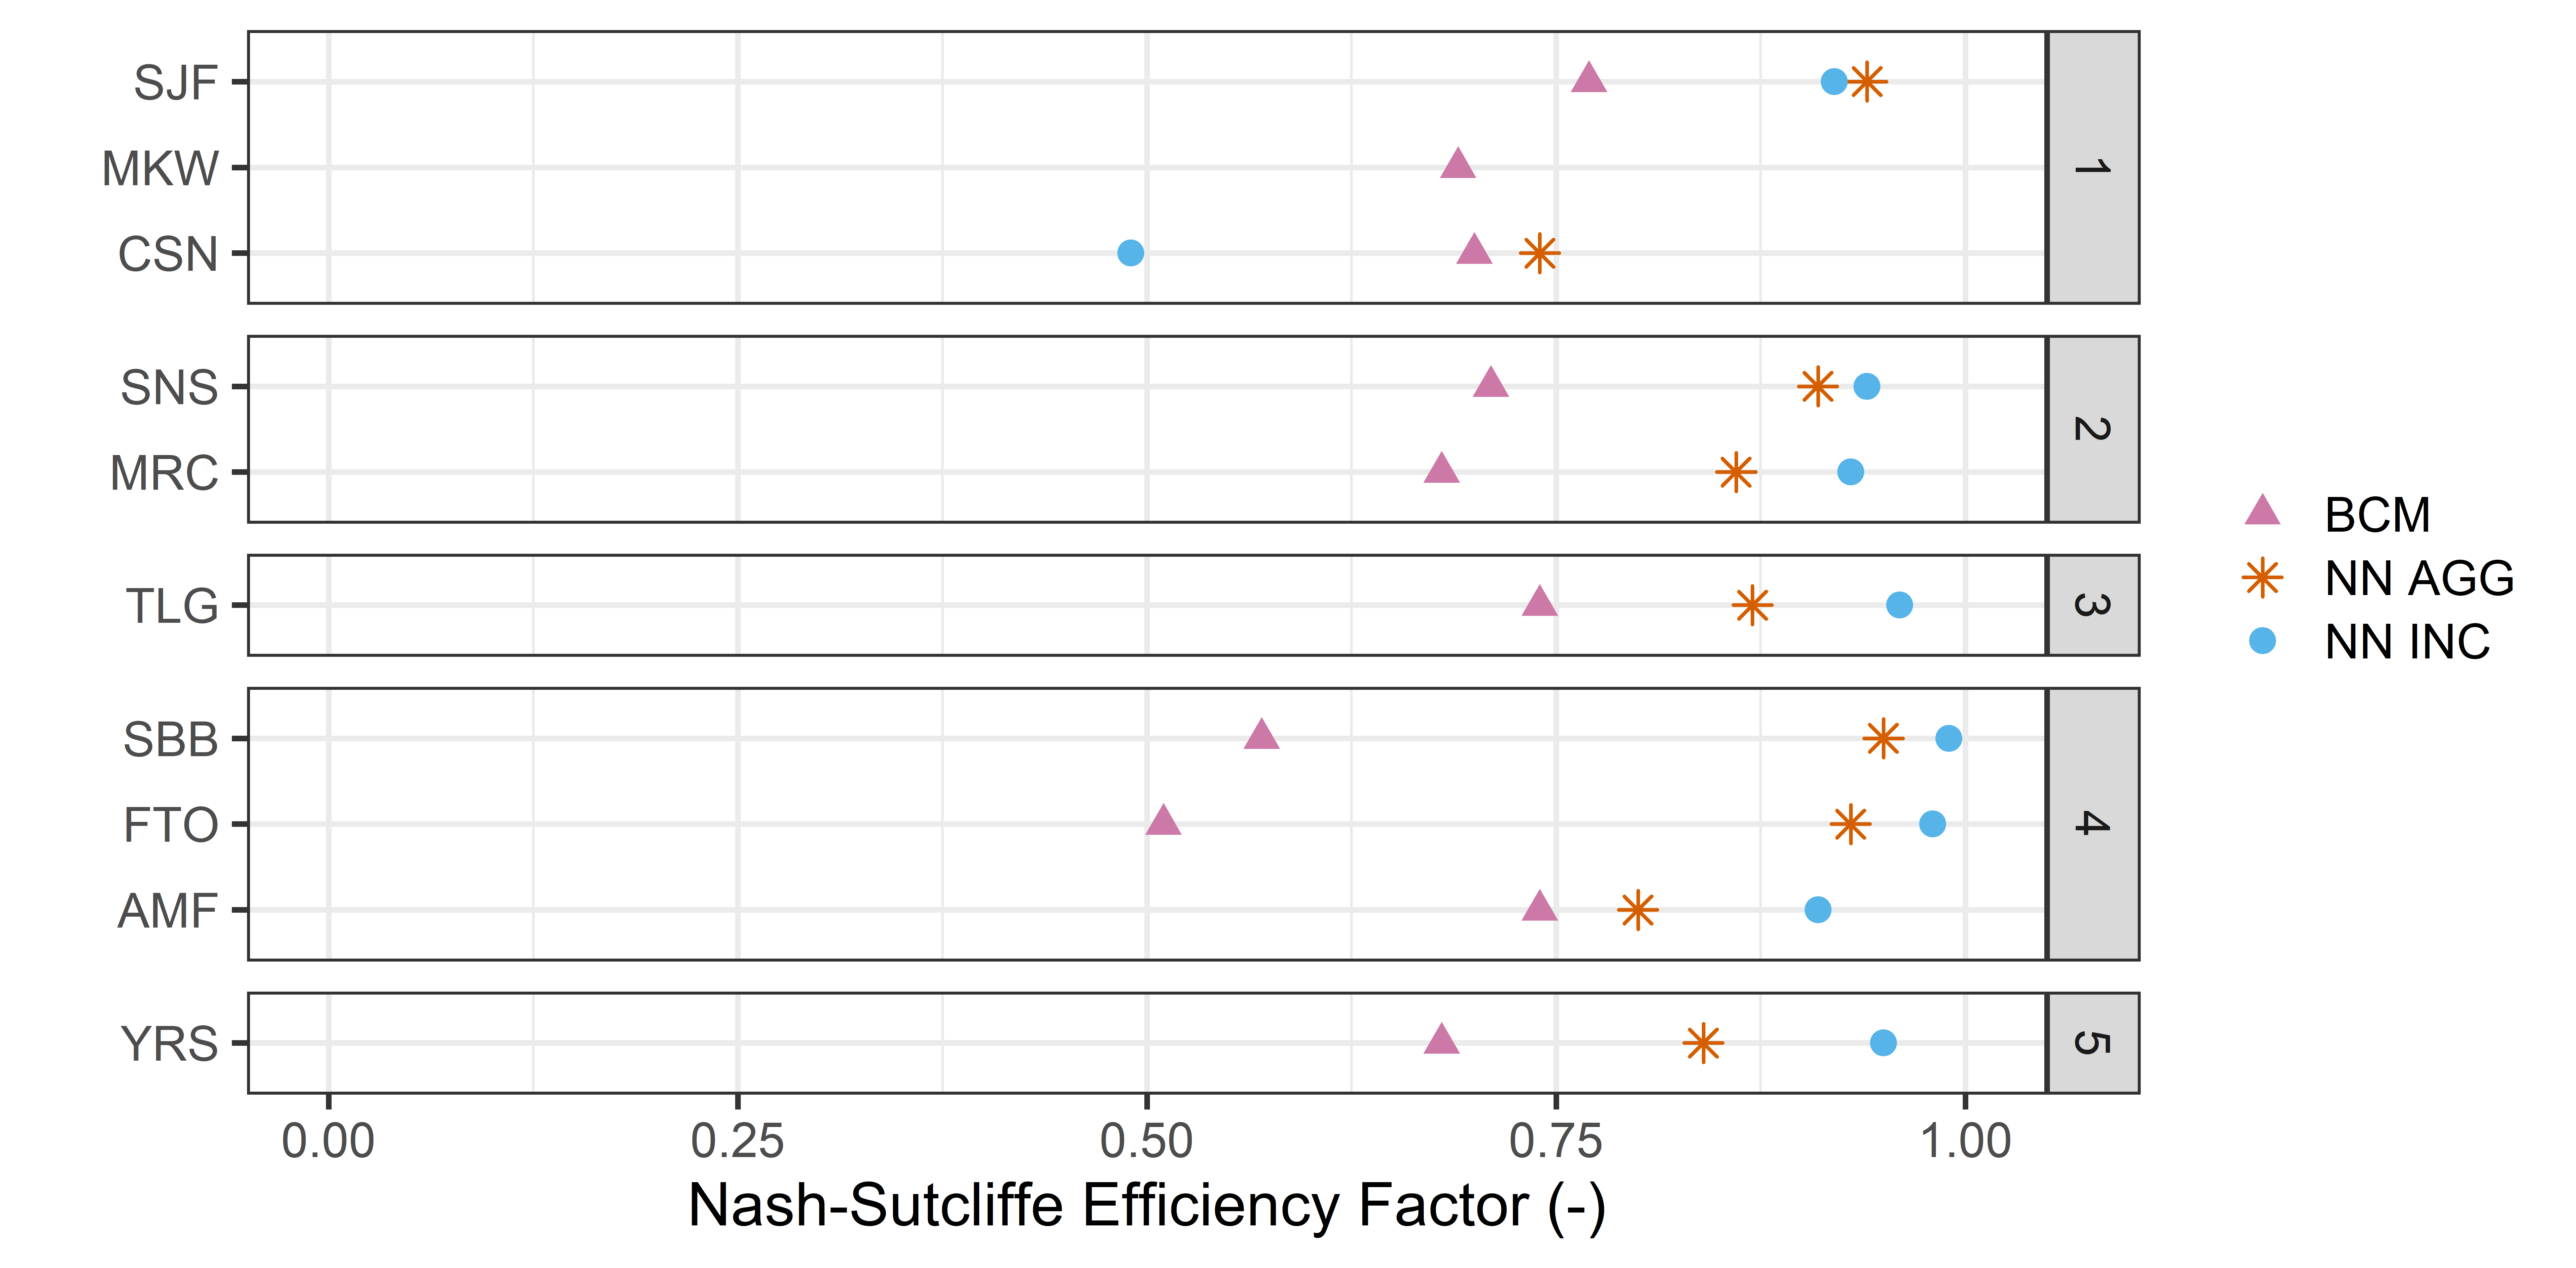 SJF
MKW
CSN
1
SNS
MRC
2
TLG
3
SBB
FTO
AMF
4
YRS
5
0.00 0.25 0.50 0.75 1.00
Nash-Sutcliffe Efficiency Factor (-)
BCM
NN AGG
NN INC